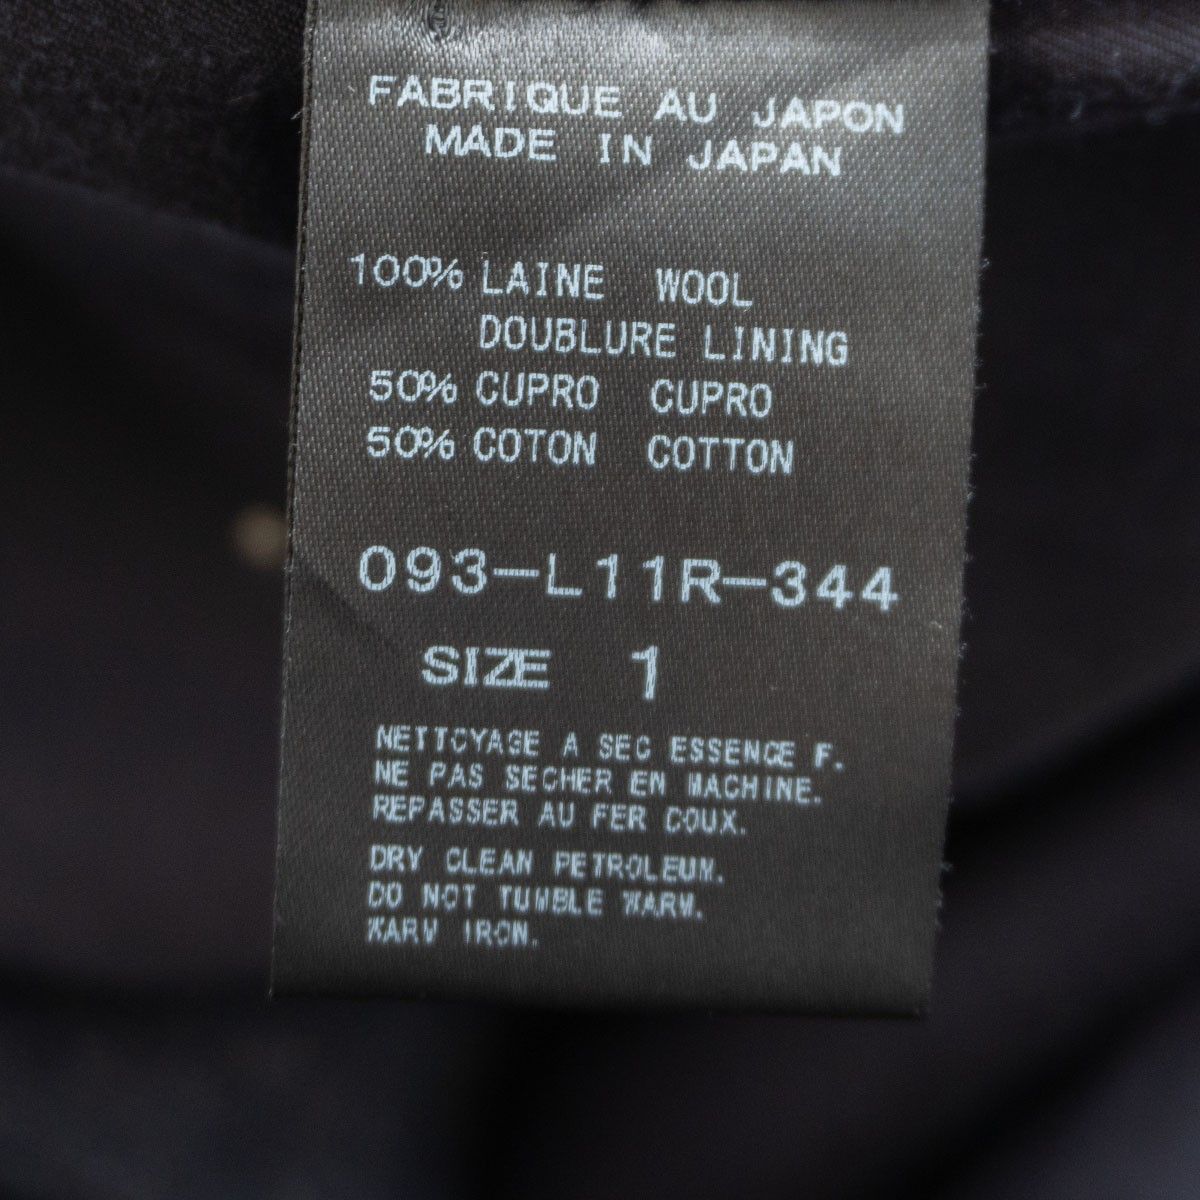 FABRIQUE AU JAPON
MADE IN JAPAN
100% LAINE WOOL
DOUBLURE LINING
50% CUPRO CUPRO
50% COTON COTTON
093-L11R-344
SIZE 1
NETTOYAGE A SEC ESSENCE F.
NE PAS SECHER EN MACHINE.
REPASSER AU FER COUX.
DRY CLEAN PETROLEUM.
DO NOT TUMBLE WARM.
WARM IRON.